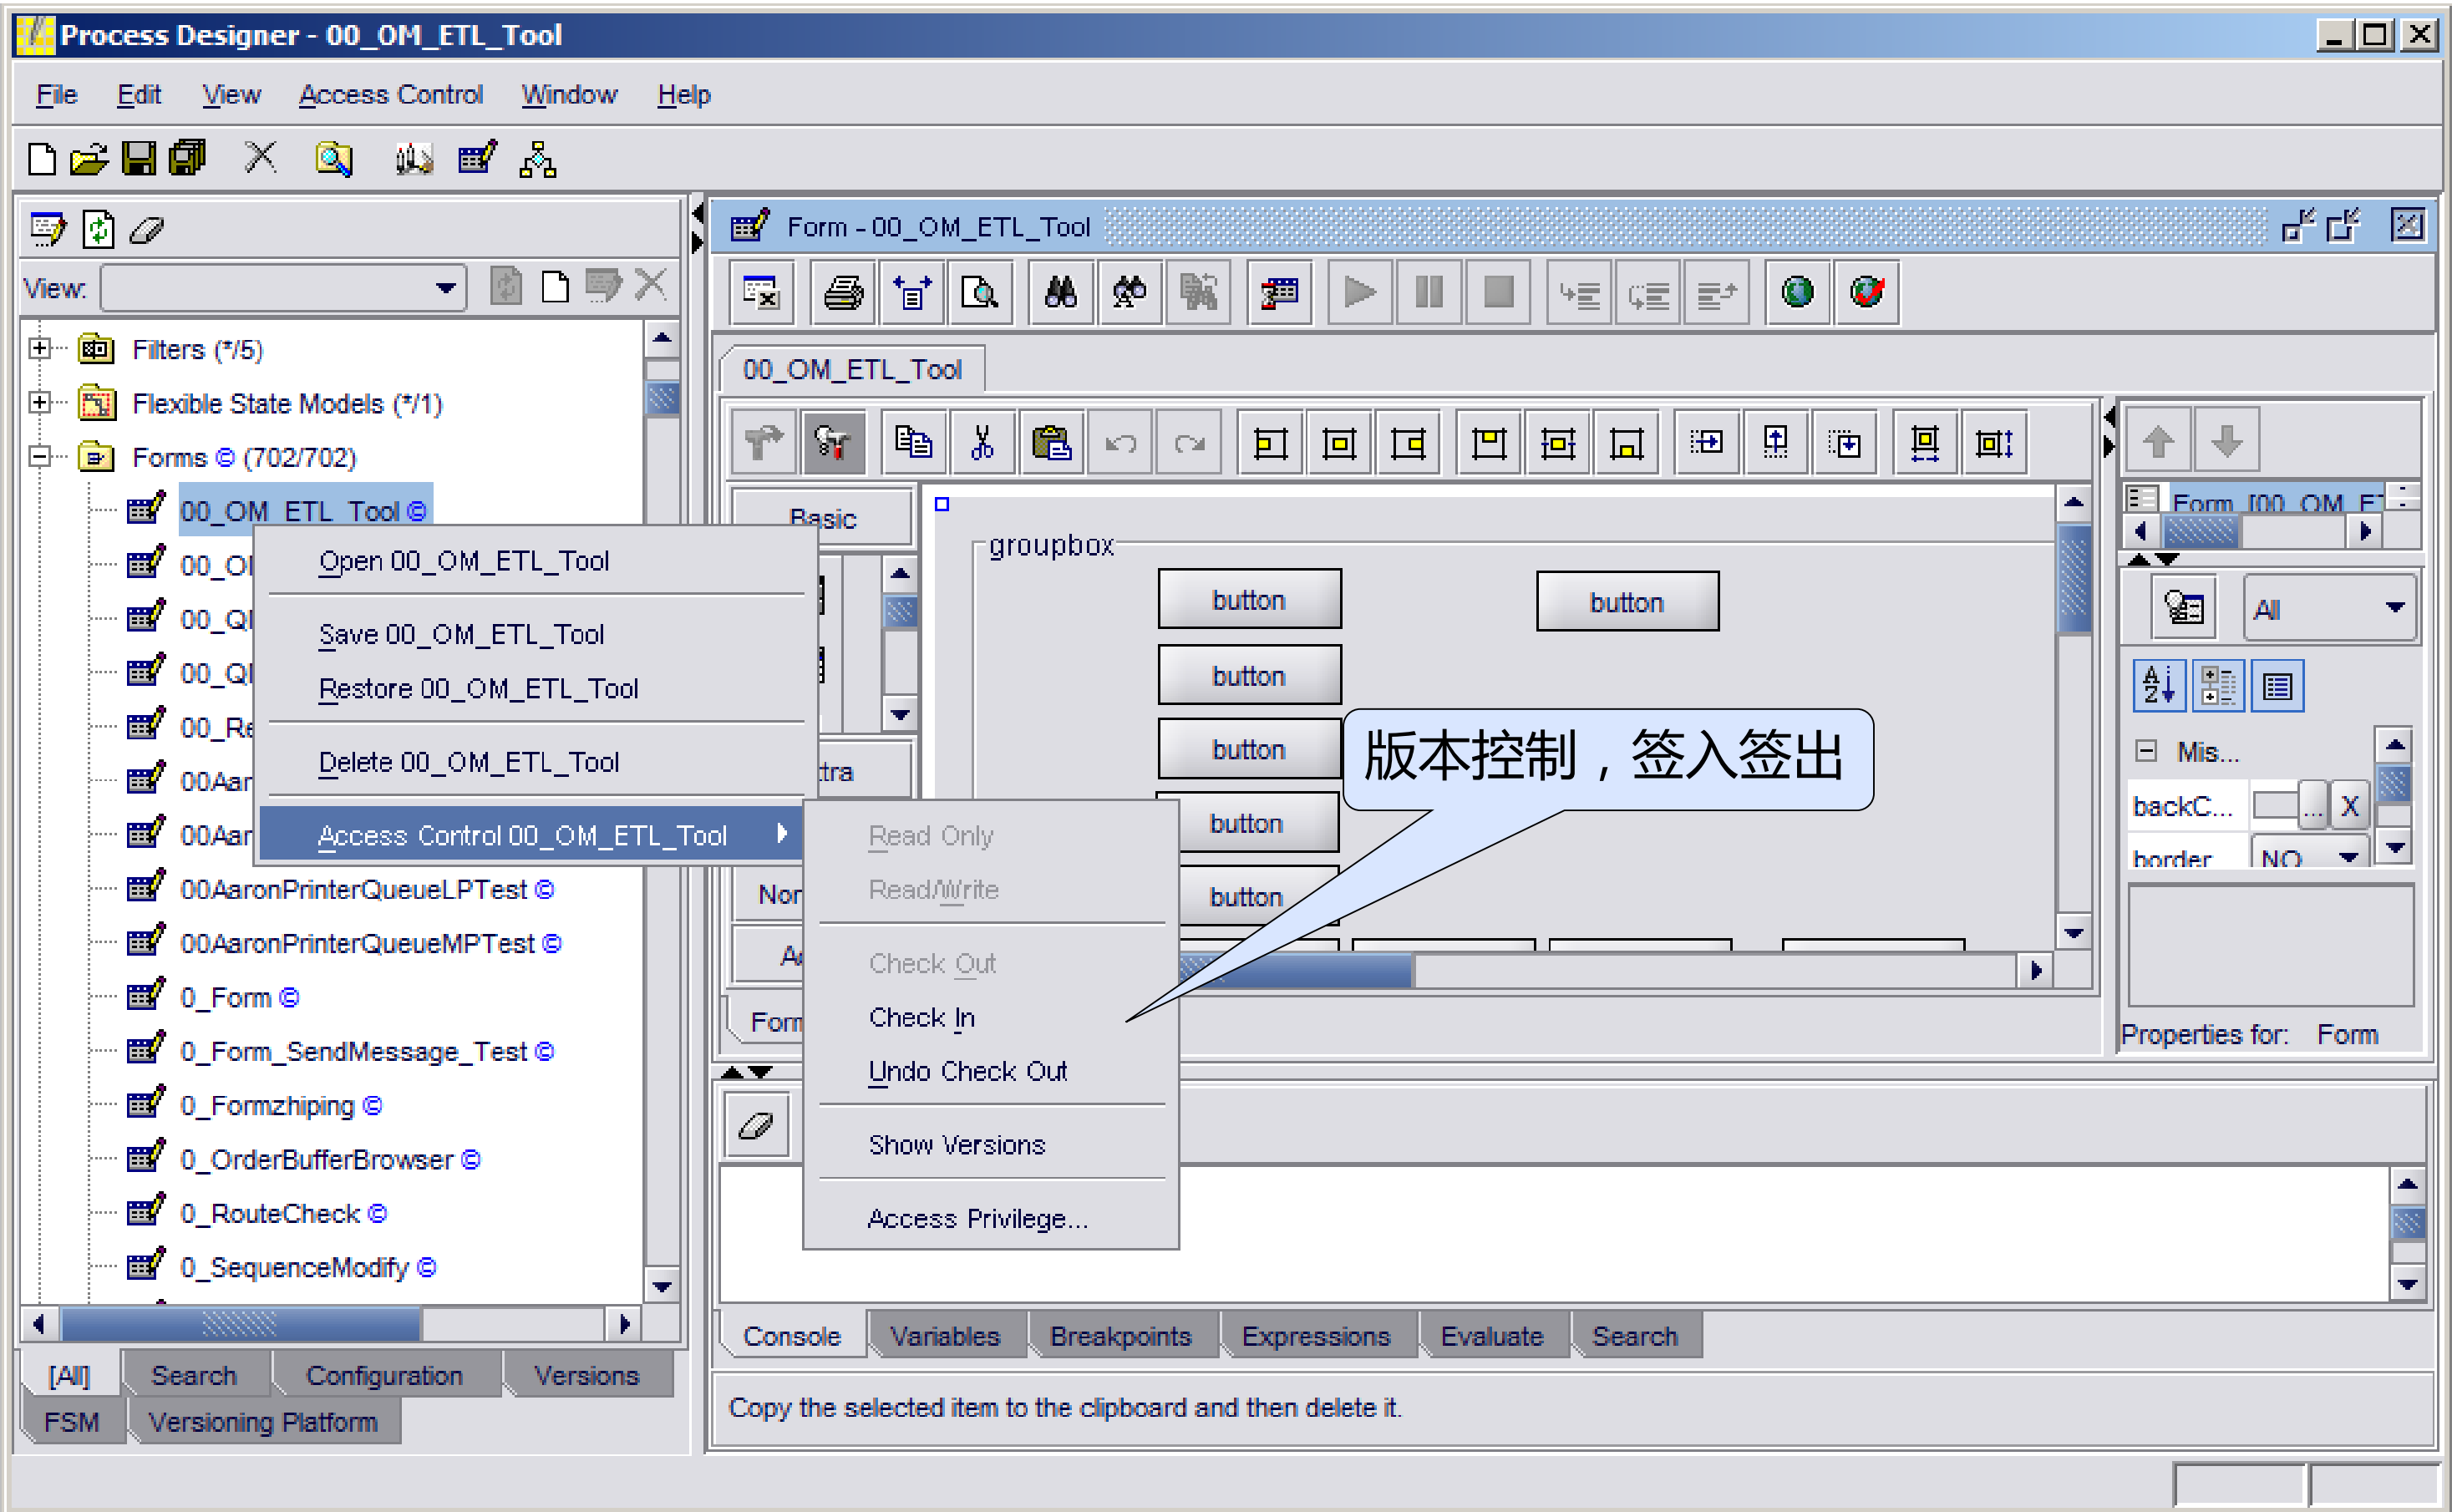 Process Designer - 00_OM_ETL_Tool
File Edit View Access Control Window Help
View:
Filters (*/5)
Flexible State Models (*/1)
Forms © (702/702)
00_OM_ETL_Tool ©
00AaronPrinterQueueLPTest ©
00AaronPrinterQueueMPTest ©
0_Form ©
0_Form_SendMessage_Test ©
0_Formzhiping ©
0_OrderBufferBrowser ©
0_RouteCheck ©
0_SequenceModify ©
[All] Search Configuration Versions
FSM Versioning Platform
Open 00_OM_ETL_Tool
Save 00_OM_ETL_Tool
Restore 00_OM_ETL_Tool
Delete 00_OM_ETL_Tool
Access Control 00_OM_ETL_Tool
Read Only
Read/Write
Check Out
Check In
Undo Check Out
Show Versions
Access Privilege...
Form - 00_OM_ETL_Tool
00_OM_ETL_Tool
Basic
groupbox
button button
button
button
button
button
版本控制，签入签出
Form
Form [00_OM_ET
All
Mis...
backC... ... X
border NO
Properties for: Form
Console Variables Breakpoints Expressions Evaluate Search
Copy the selected item to the clipboard and then delete it.